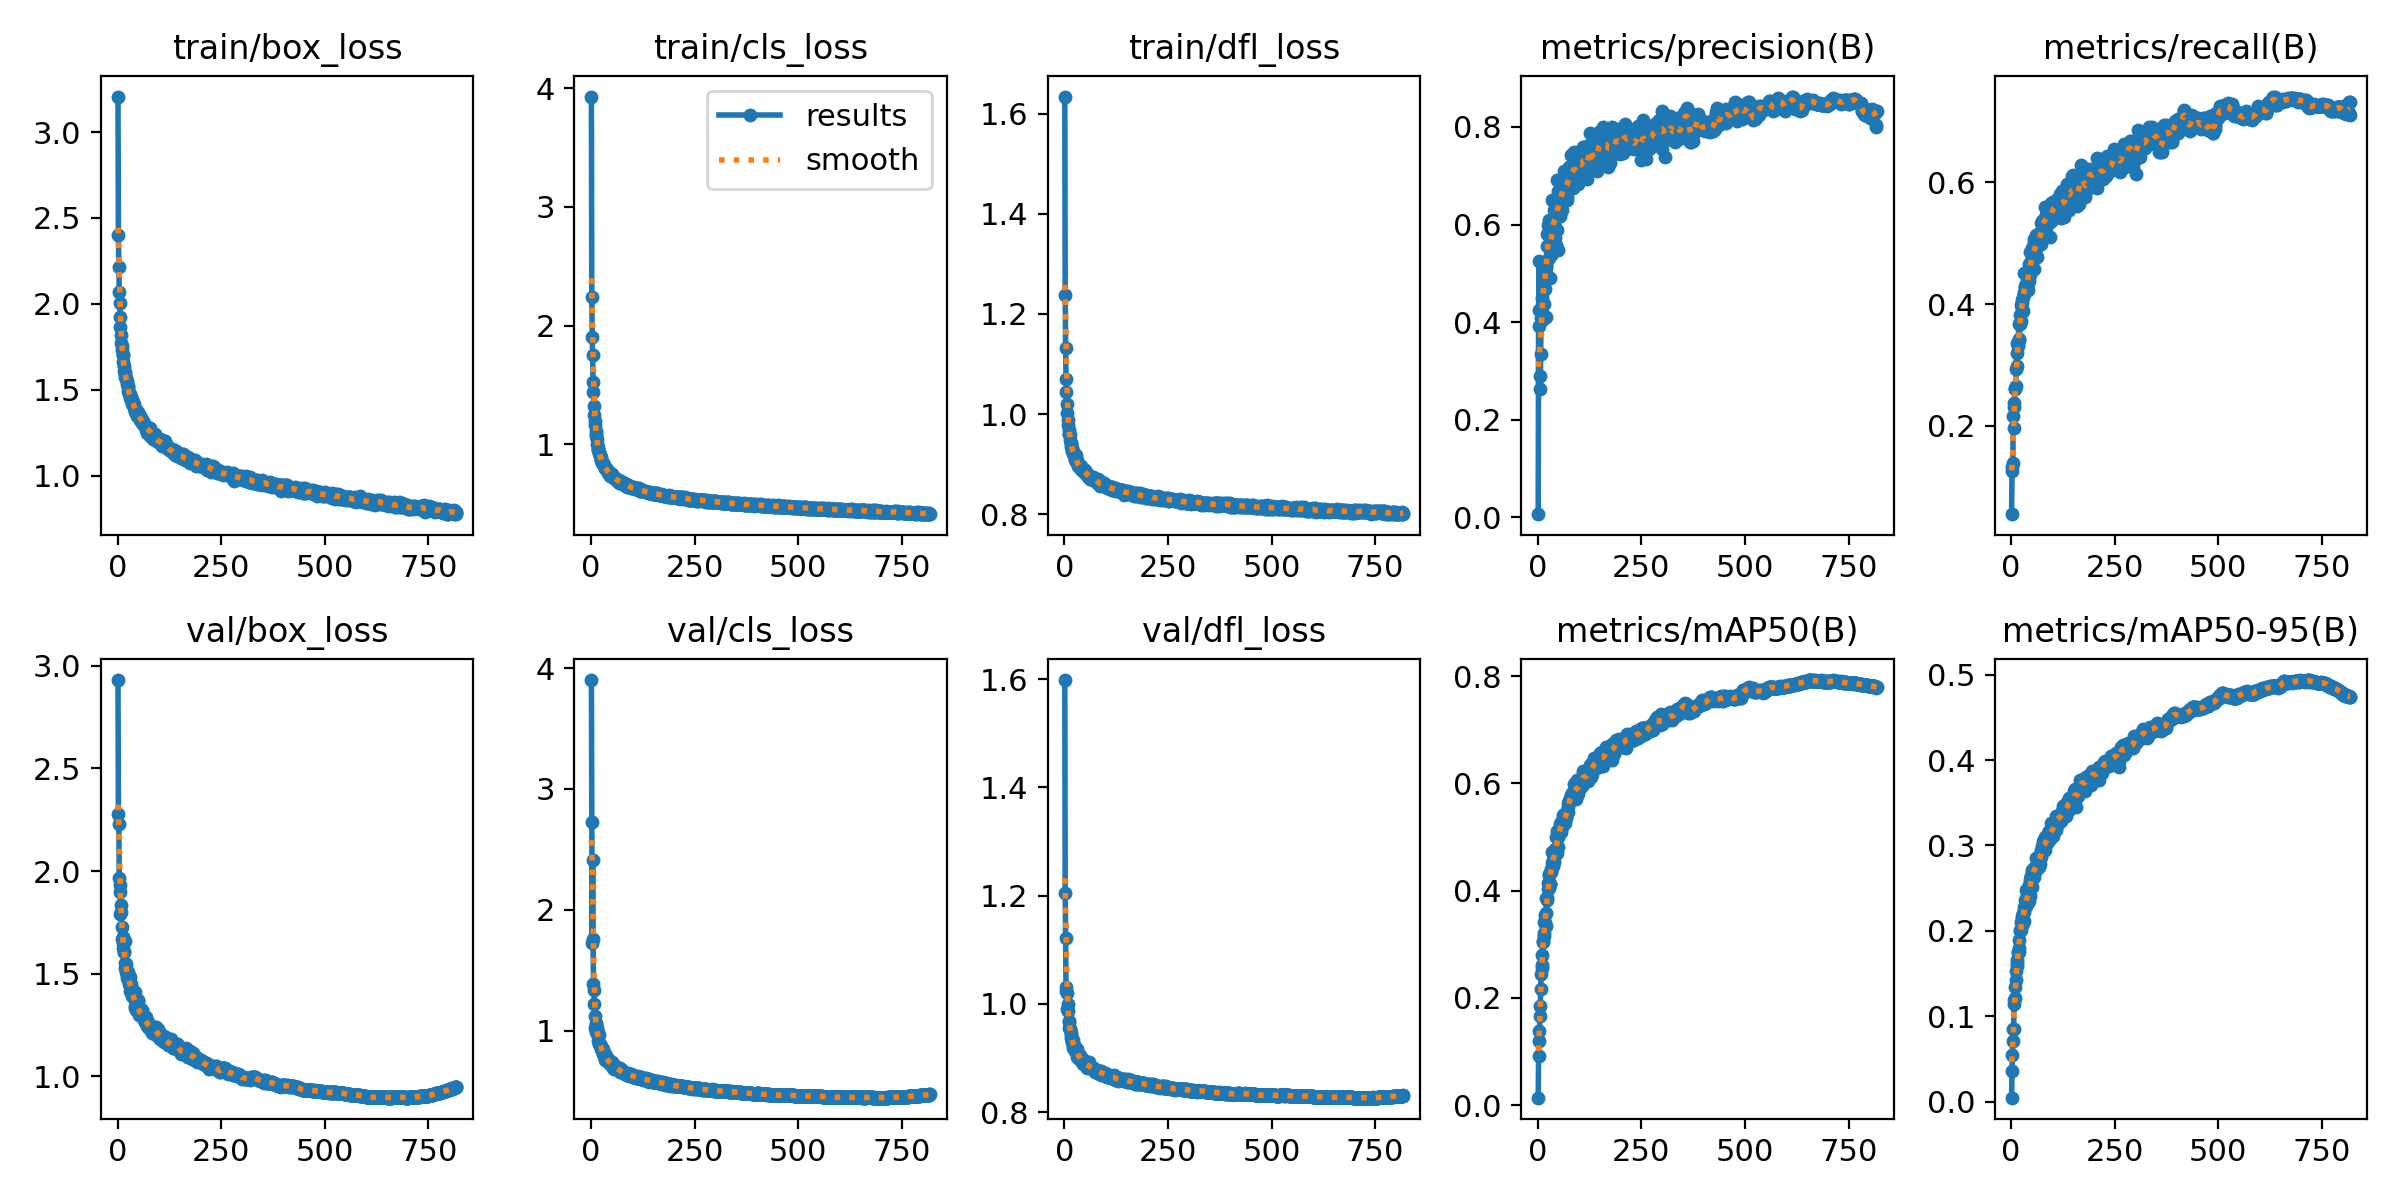 train/box_loss
3.0
2.5
2.0
1.5
1.0
0 250 500 750
train/cls_loss
results
smooth
4
3
2
1
0 250 500 750
train/dfl_loss
1.6
1.4
1.2
1.0
0.8
0 250 500 750
metrics/precision(B)
0.8
0.6
0.4
0.2
0.0
0 250 500 750
metrics/recall(B)
0.6
0.4
0.2
0 250 500 750
val/box_loss
3.0
2.5
2.0
1.5
1.0
0 250 500 750
val/cls_loss
4
3
2
1
0 250 500 750
val/dfl_loss
1.6
1.4
1.2
1.0
0.8
0 250 500 750
metrics/mAP50(B)
0.8
0.6
0.4
0.2
0.0
0 250 500 750
metrics/mAP50-95(B)
0.5
0.4
0.3
0.2
0.1
0.0
0 250 500 750